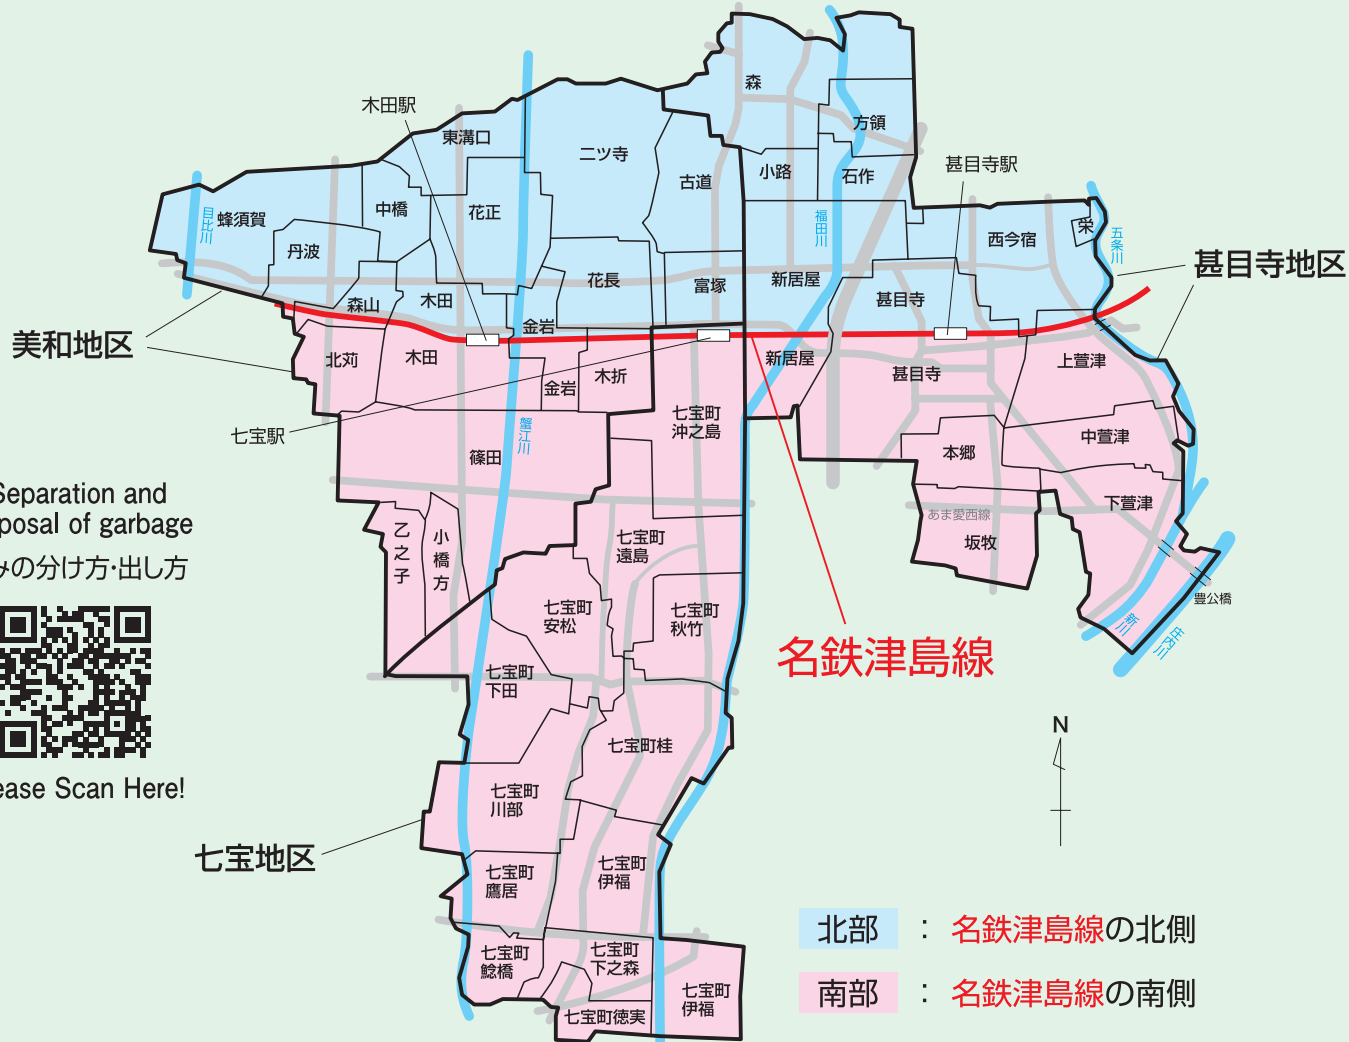 森
木田駅
方領
東溝口
二ツ寺
甚目寺駅
小路
石作
古道
中橋
花正
蜂須賀
目比川
福田川
栄
西今宿
五条川
丹波
甚目寺地区
花長
富塚
新居屋
森山
木田
甚目寺
金岩
美和地区
北苅
木田
新居屋
上萱津
甚目寺
木折
金岩
七宝町
沖之島
七宝駅
蟹江川
中萱津
篠田
本郷
Separation and
posal of garbage
みの分け方・出し方
下萱津
あま愛西線
乙之子
小橋方
七宝町
遠島
坂牧
豊公橋
七宝町
安松
七宝町
秋竹
新川
庄内川
名鉄津島線
七宝町
下田
七宝町桂
N
ease Scan Here!
七宝町
川部
七宝地区
七宝町
鷹居
七宝町
伊福
北部 : 名鉄津島線の北側
七宝町
鯰橋
七宝町
下之森
七宝町
伊福
南部 : 名鉄津島線の南側
七宝町徳実